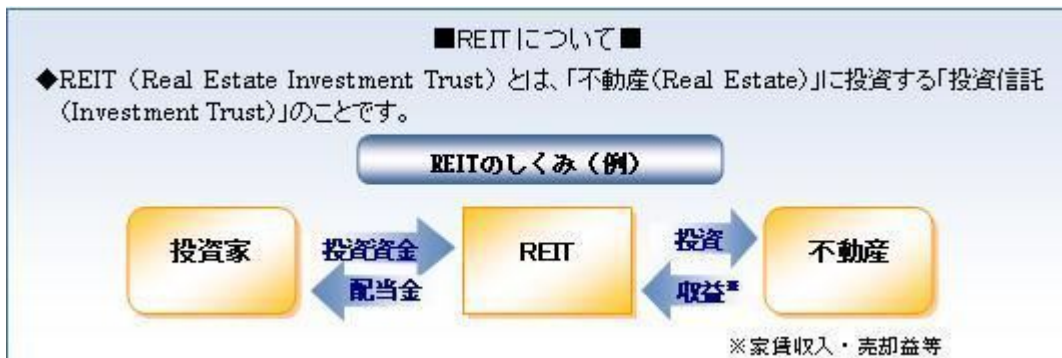 ■REITについて■
◆REIT（Real Estate Investment Trust）とは、「不動産(Real Estate)」に投資する「投資信託
(Investment Trust)」のことです。
REITのしくみ（例）
投資家
投資資金
配当金
REIT
投資
収益※
不動産
※家賃収入・売却益等